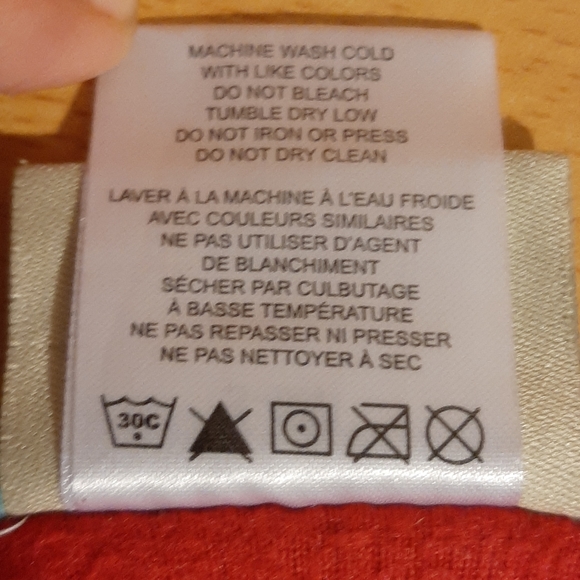 MACHINE WASH COLD
WITH LIKE COLORS
DO NOT BLEACH
TUMBLE DRY LOW
DO NOT IRON OR PRESS
DO NOT DRY CLEAN
LAVER À LA MACHINE À L'EAU FROIDE
AVEC COULEURS SIMILAIRES
NE PAS UTILISER D'AGENT
DE BLANCHIMENT
SÉCHER PAR CULBUTAGE
À BASSE TEMPÉRATURE
NE PAS REPASSER NI PRESSER
NE PAS NETTOYER À SEC
30C